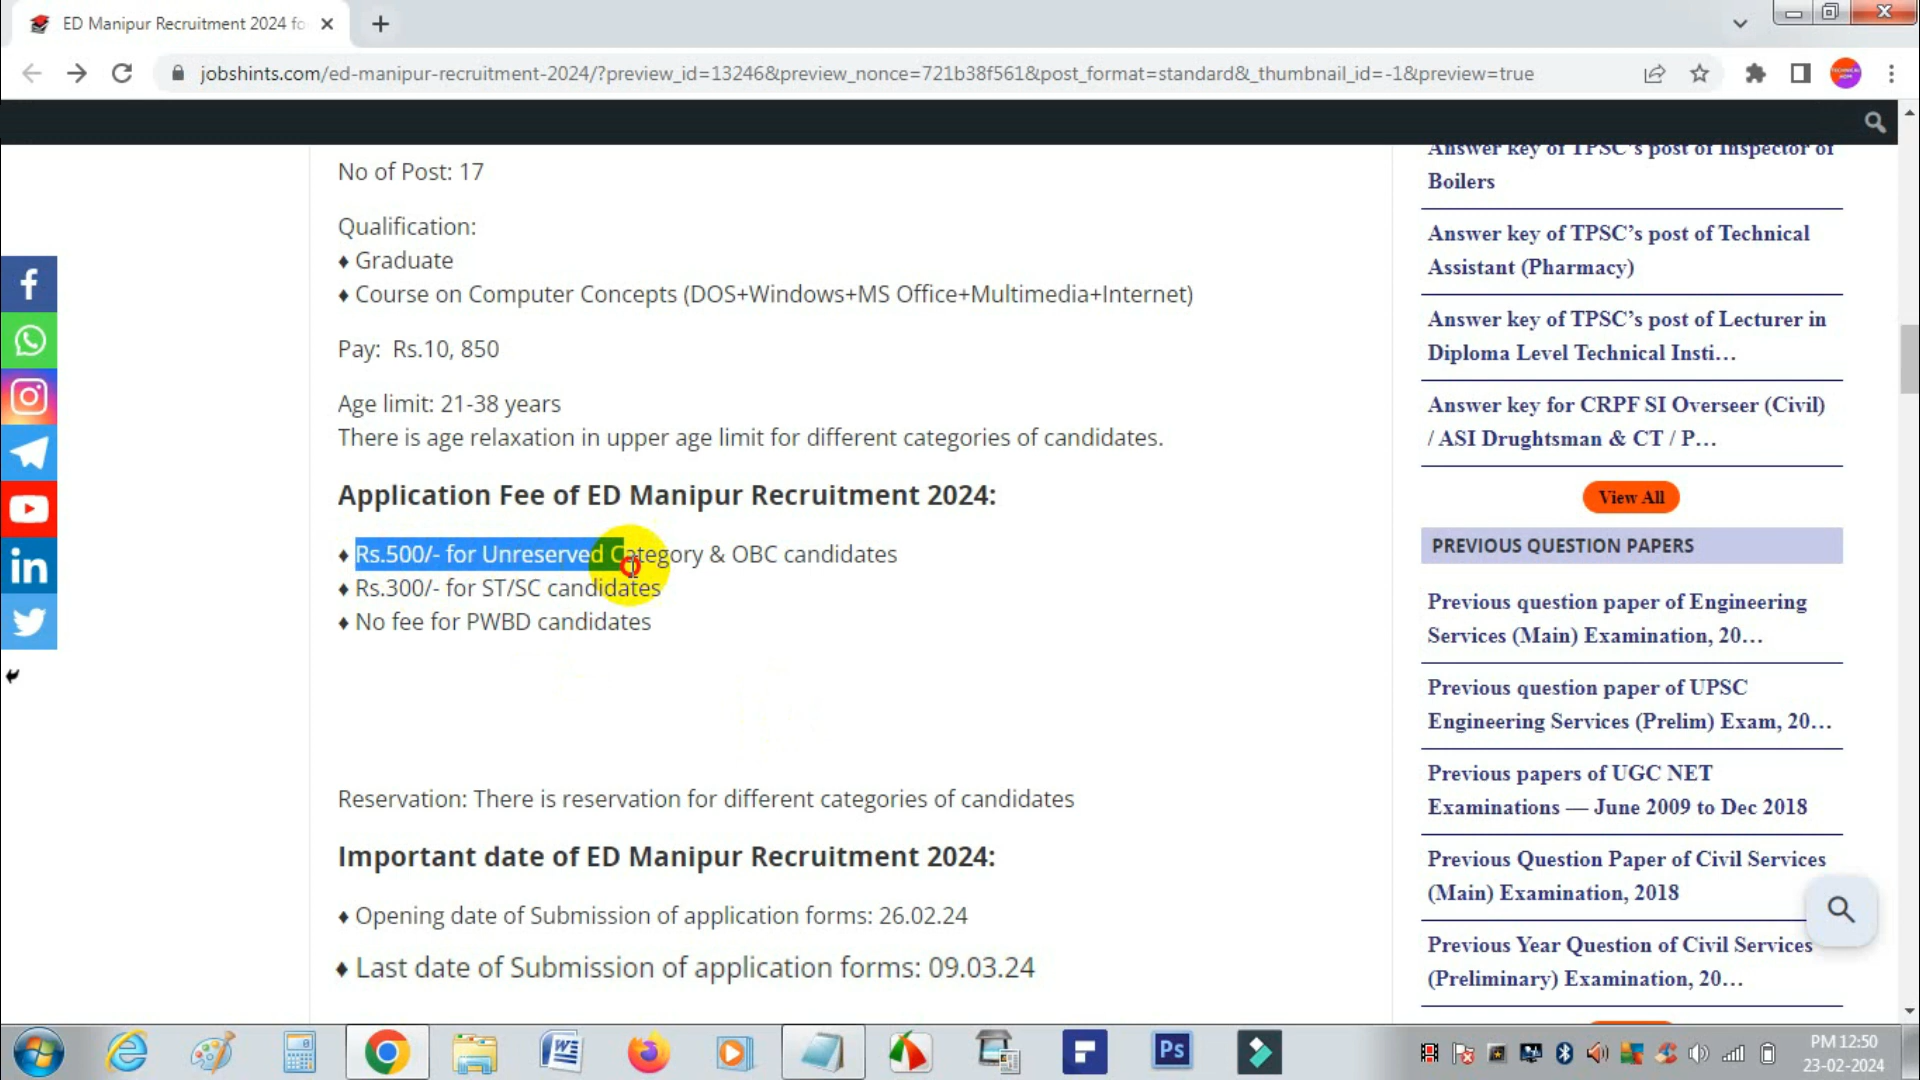 ED Manipur Recruitment 2024 fo
jobshints.com/ed-manipur-recruitment-2024/?preview_id=13246&preview_nonce=721b38f561&post_format=standard&_thumbnail_id=-1&preview=true
No of Post: 17
Qualification:
♦ Graduate
♦ Course on Computer Concepts (DOS+Windows+MS Office+Multimedia+Internet)
Pay: Rs.10, 850
Age limit: 21-38 years
There is age relaxation in upper age limit for different categories of candidates.
Application Fee of ED Manipur Recruitment 2024:
♦ Rs.500/- for Unreserved Category & OBC candidates
♦ Rs.300/- for ST/SC candidates
♦ No fee for PWBD candidates
Reservation: There is reservation for different categories of candidates
Important date of ED Manipur Recruitment 2024:
♦ Opening date of Submission of application forms: 26.02.24
♦ Last date of Submission of application forms: 09.03.24
Answer key of TPSC’s post of Inspector of
Boilers
Answer key of TPSC’s post of Technical
Assistant (Pharmacy)
Answer key of TPSC’s post of Lecturer in
Diploma Level Technical Insti…
Answer key for CRPF SI Overseer (Civil)
/ ASI Drughtsman & CT / P…
View All
PREVIOUS QUESTION PAPERS
Previous question paper of Engineering
Services (Main) Examination, 20…
Previous question paper of UPSC
Engineering Services (Prelim) Exam, 20…
Previous papers of UGC NET
Examinations — June 2009 to Dec 2018
Previous Question Paper of Civil Services
(Main) Examination, 2018
Previous Year Question of Civil Services
(Preliminary) Examination, 20…
Ps
PM 12:50
23-02-2024